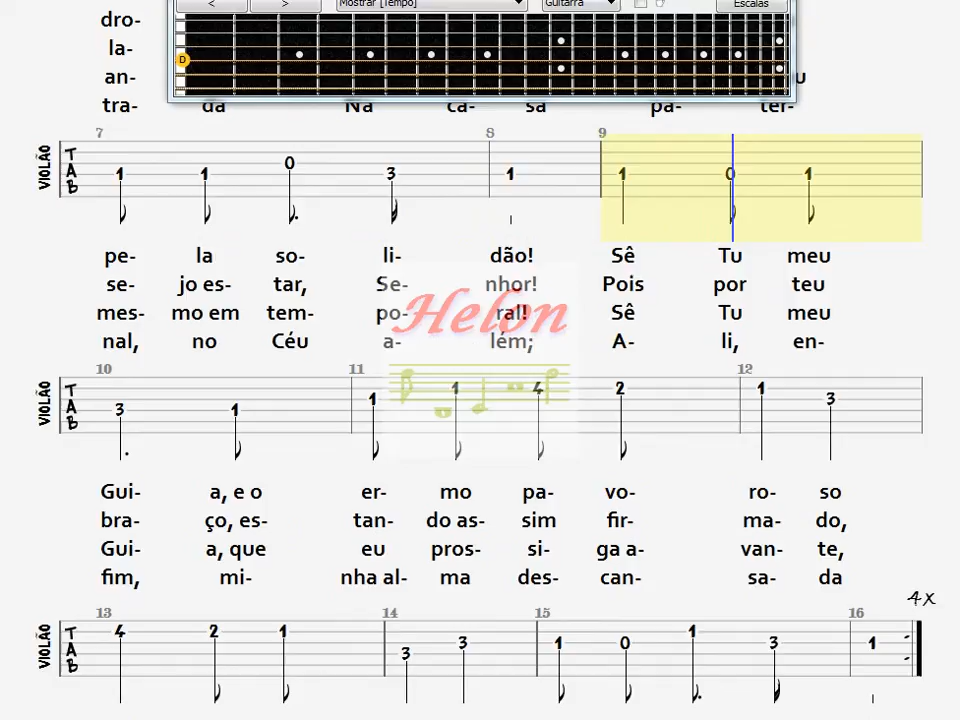 dro-
< > Mostrar [Tempo] Guitarra Escalas
la-
D
an- u
tra- da Na ca- sa pa- ter-
7 8 9
VIOLÃO TAB 1 1 0 3 1 1 0 1
pe- la so- li- dão! Sê Tu meu
se- jo es- tar, Se- nhor! Pois por teu
mes- mo em tem- po- ral! Sê Tu meu
nal, no Céu a- lém; A- li, en-
Helon
10 11 12
VIOLÃO TAB 3 1 1 1 4 2 1 3
Gui- a, e o er- mo pa- vo- ro- so
bra- ço, es- tan- do as- sim fir- ma- do,
Gui- a, que eu pros- si- ga a- van- te,
fim, mi- nha al- ma des- can- sa- da
13 14 15 16 4x
VIOLÃO TAB 4 2 1 3 3 1 0 1 3 1